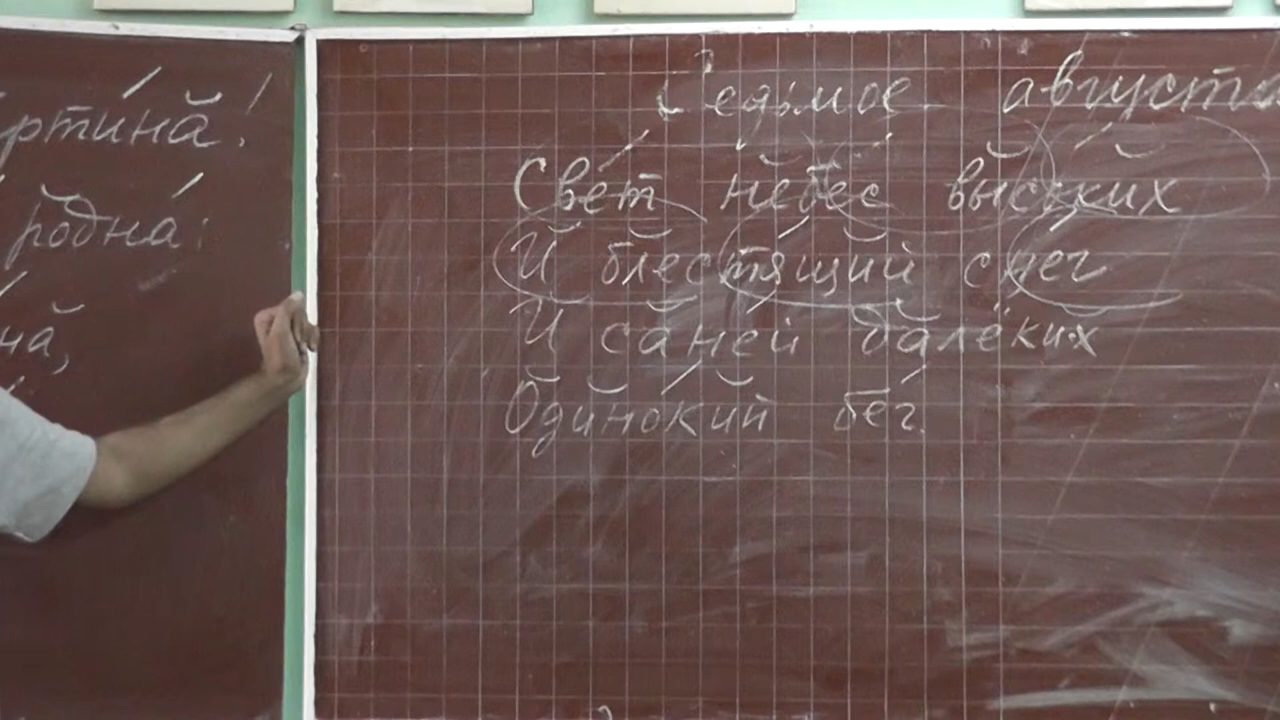 ртина!
родна:
на,
Седьмое августа
Свет небес высоких
И блестящий снег
И саней далёких
Одинокий бег.